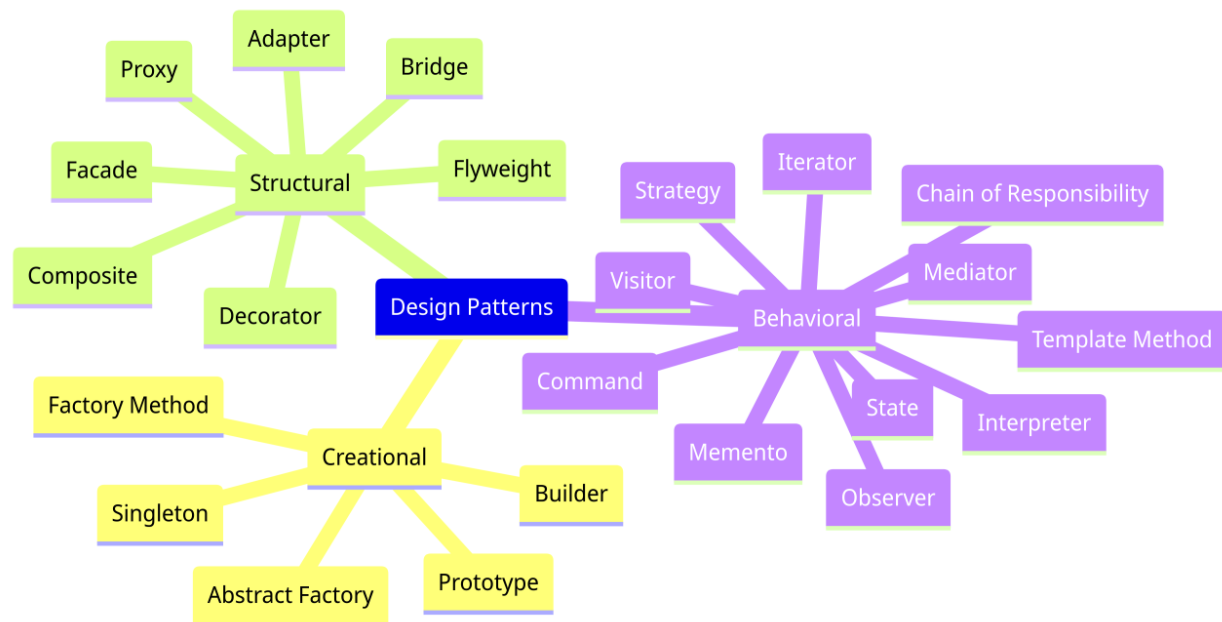 Adapter
Proxy
Bridge
Facade
Structural
Flyweight
Composite
Decorator
Design Patterns
Iterator
Strategy
Chain of Responsibility
Visitor
Mediator
Behavioral
Template Method
Command
State
Interpreter
Memento
Observer
Factory Method
Creational
Singleton
Builder
Abstract Factory
Prototype